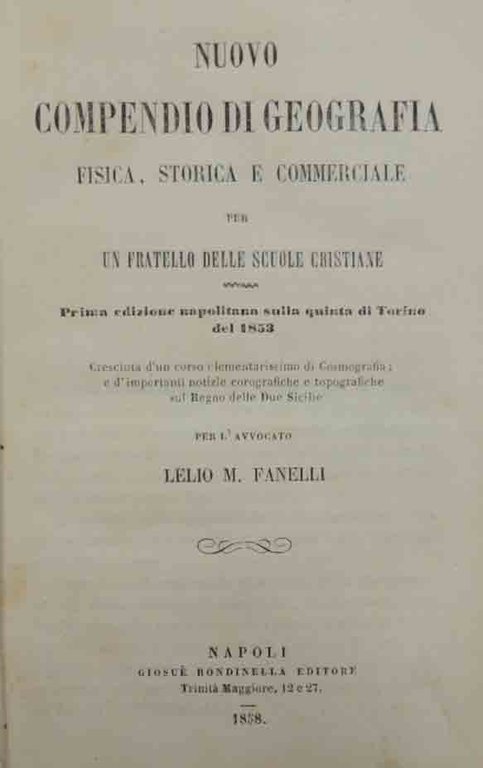 NUOVO
COMPENDIO DI GEOGRAFIA
FISICA, STORICA E COMMERCIALE
PER
UN FRATELLO DELLE SCUOLE CRISTIANE
Prima edizione napolitana sulla quinta di Torino
del 1853
Cresciuta d'un corso elementarissimo di Cosmografia;
e d'importanti notizie corografiche e topografiche
sul Regno delle Due Sicilie
PER L'AVVOCATO
LELIO M. FANELLI
NAPOLI
GIOSUÈ RONDINELLA EDITORE
Trinità Maggiore, 12 e 27.
1858.